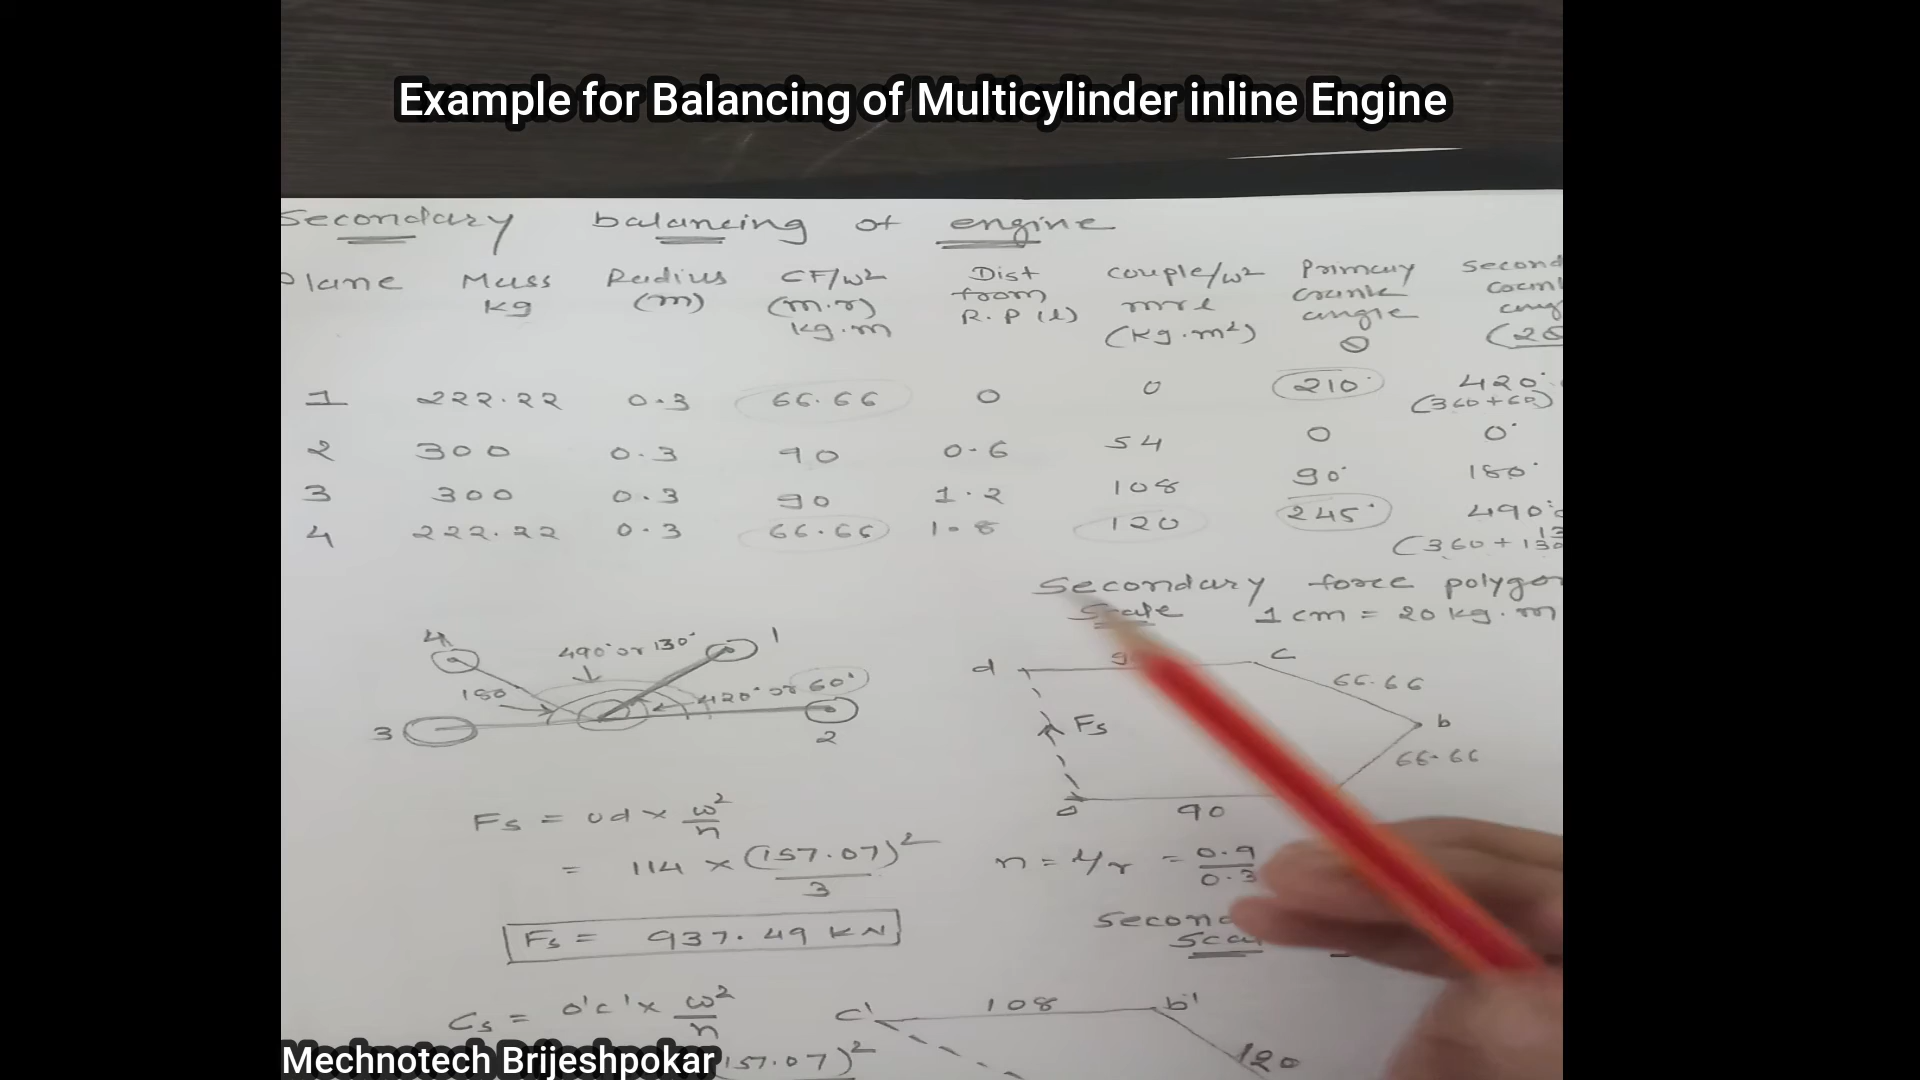 Example for Balancing of Multicylinder inline Engine
Secondary balancing of engine
Plane Mass kg Radius (m) CF/ω² (m.r) kg.m Dist from R.P (l) couple/ω² mrl (kg.m²) Primary crank angle θ
1 222.22 0.3 66.66 0 0 210° 420° (360+60)
2 300 0.3 90 0.6 54 0 0°
3 300 0.3 90 1.2 108 90° 180°
4 222.22 0.3 66.66 1.8 120 245° 490°
Secondary force polygon
Scale 1 cm = 20 kg.m
4 490° or 130° 1
180 420° or 60°
3 2
d c
66.66
Fs b
66.66
o 90
Fs = od × ω²/n
= 114 × (157.07)²/3
n = l/r = 0.9/0.3
Fs = 937.49 KN
Cs = o'c' × ω²/n
c' 108 b'
120
157.07)²
Mechnotech Brijeshpokar